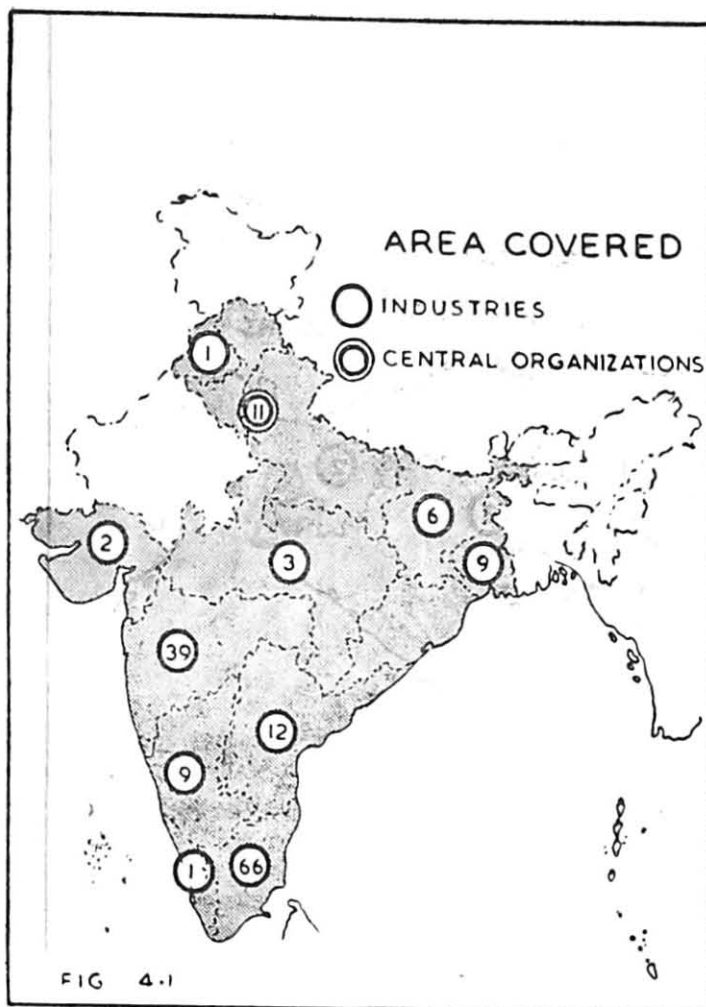 AREA COVERED
INDUSTRIES
1
CENTRAL ORGANIZATIONS
11
6
2
3
9
39
12
9
1
66
FIG 4.1